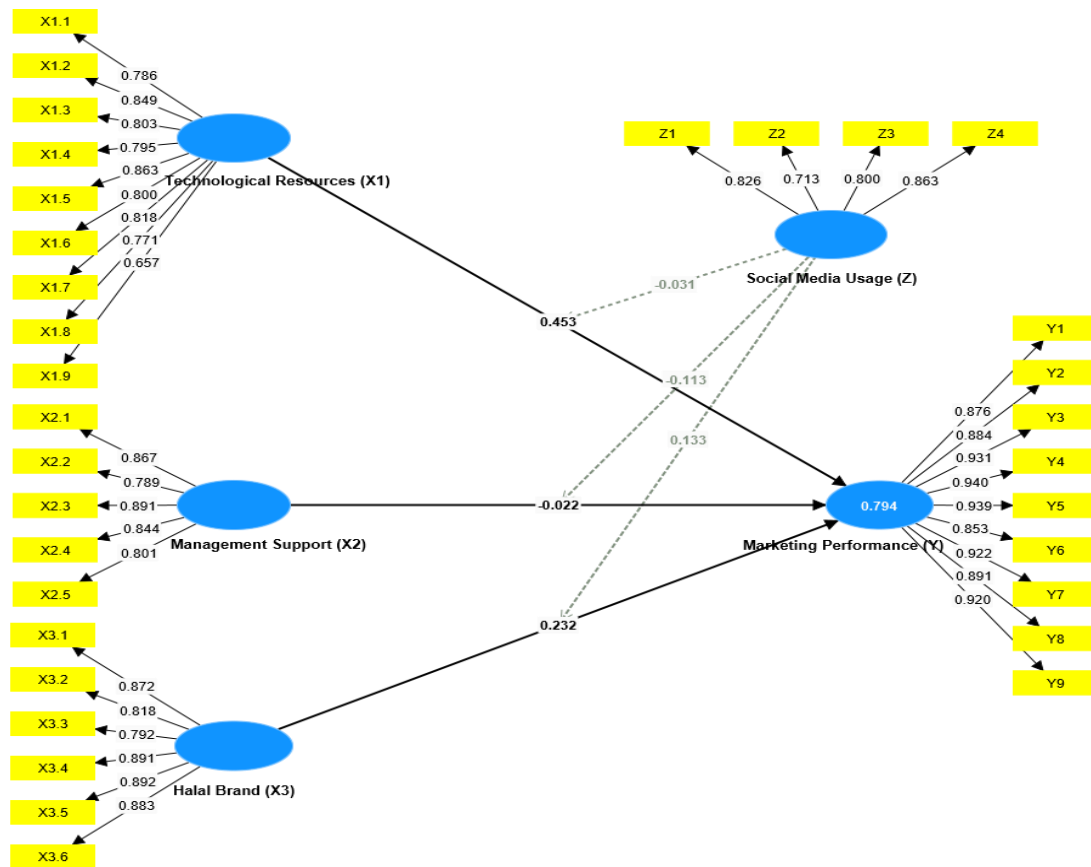 X1.1
X1.2
X1.3
X1.4
X1.5
X1.6
X1.7
X1.8
X1.9
0.786
0.849
0.803
0.795
0.863
0.800
0.818
0.771
0.657
Technological Resources (X1)
Z1
Z2
Z3
Z4
0.826
0.713
0.800
0.863
Social Media Usage (Z)
-0.031
0.453
-0.113
0.133
X2.1
X2.2
X2.3
X2.4
X2.5
0.867
0.789
0.891
0.844
0.801
Management Support (X2)
-0.022
0.794
Marketing Performance (Y)
0.876
0.884
0.931
0.940
0.939
0.853
0.922
0.891
0.920
Y1
Y2
Y3
Y4
Y5
Y6
Y7
Y8
Y9
X3.1
X3.2
X3.3
X3.4
X3.5
X3.6
0.872
0.818
0.792
0.891
0.892
0.883
Halal Brand (X3)
0.232